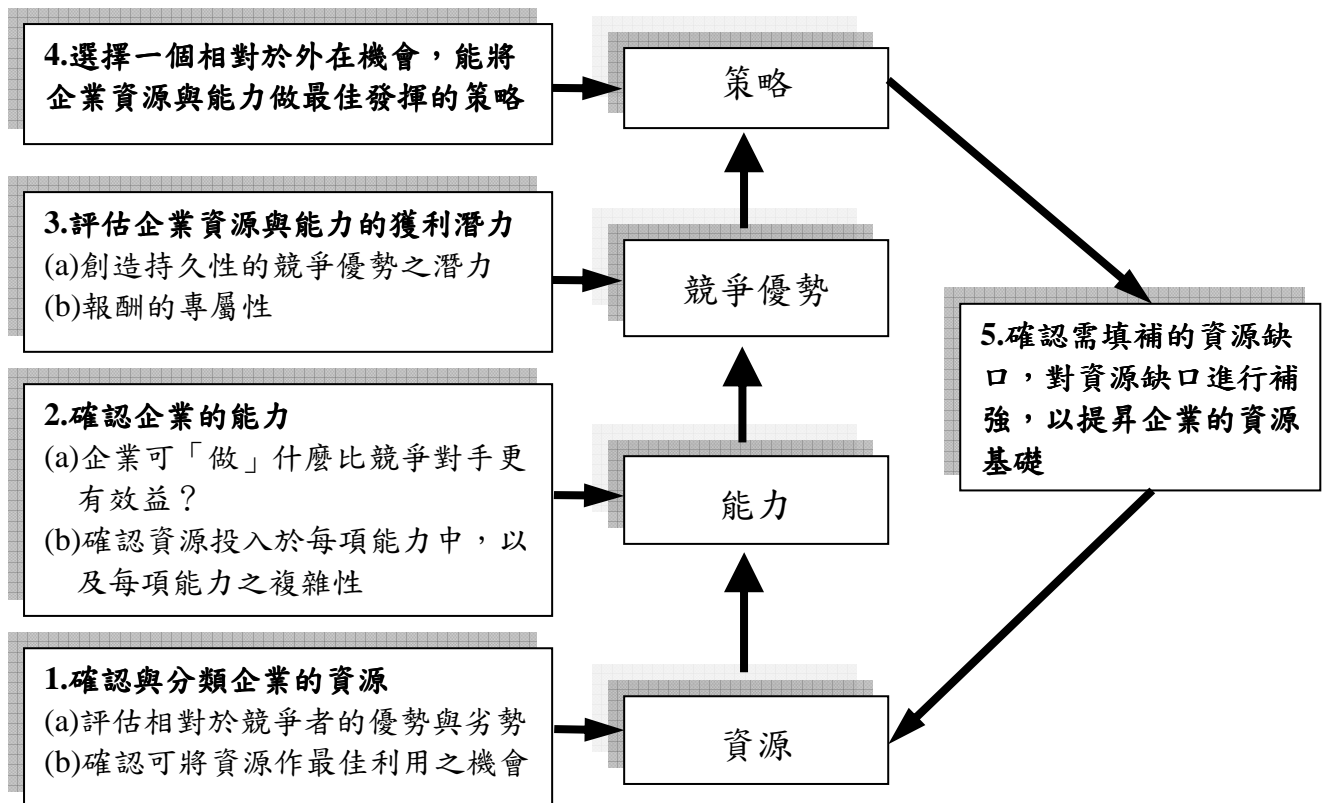 4.選擇一個相對於外在機會，能將
企業資源與能力做最佳發揮的策略
策略
3.評估企業資源與能力的獲利潛力
(a)創造持久性的競爭優勢之潛力
(b)報酬的專屬性
競爭優勢
5.確認需填補的資源缺
口，對資源缺口進行補
強，以提昇企業的資源
基礎
2.確認企業的能力
(a)企業可「做」什麼比競爭對手更
有效益？
(b)確認資源投入於每項能力中，以
及每項能力之複雜性
能力
1.確認與分類企業的資源
(a)評估相對於競爭者的優勢與劣勢
(b)確認可將資源作最佳利用之機會
資源